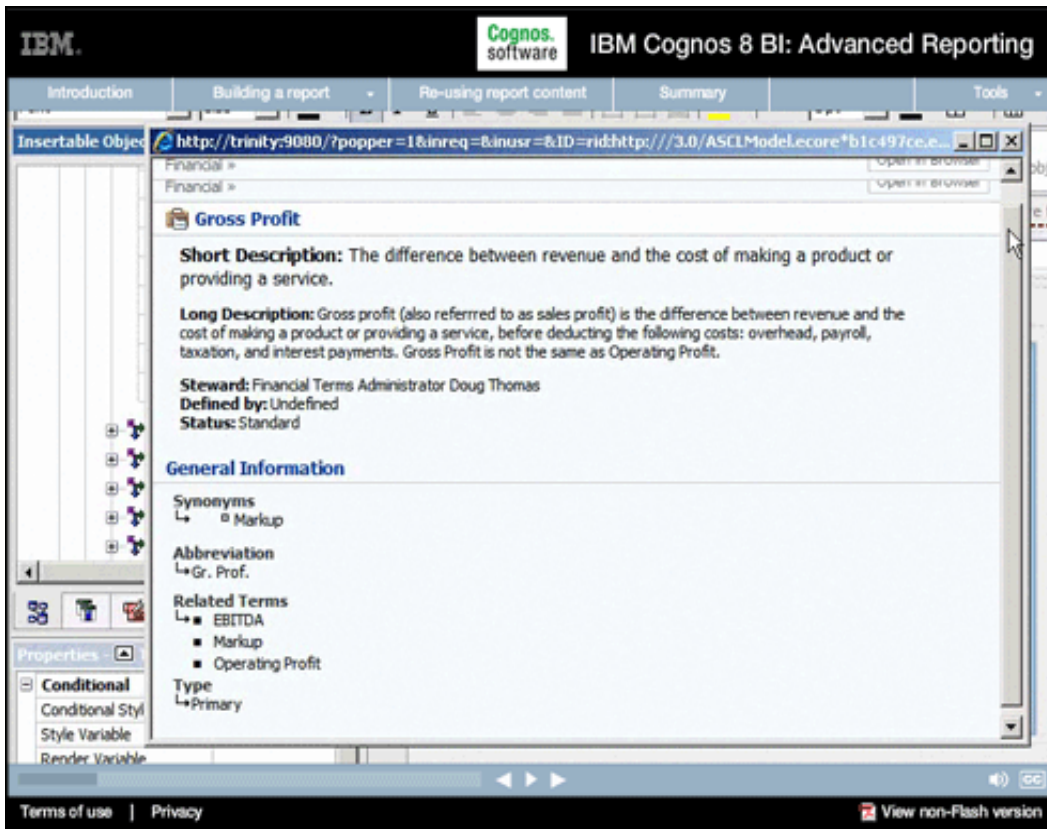 IBM.
Cognos.
software
IBM Cognos 8 BI: Advanced Reporting
Introduction Building a report Re-using report content Summary Tools
Insertable Objec
http://trinity:9080/?popper=1&inreq=&inusr=&ID=rid:http:///3.0/ASCLModel.ecore*b1c497ce.e...
Financial » Open in Browser
Financial » Open in Browser
Gross Profit
Short Description: The difference between revenue and the cost of making a product or
providing a service.
Long Description: Gross profit (also referrred to as sales profit) is the difference between revenue and the
cost of making a product or providing a service, before deducting the following costs: overhead, payroll,
taxation, and interest payments. Gross Profit is not the same as Operating Profit.
Steward: Financial Terms Administrator Doug Thomas
Defined by: Undefined
Status: Standard
General Information
Synonyms
Markup
Abbreviation
Gr. Prof.
Related Terms
EBITDA
Markup
Operating Profit
Type
Primary
Properties -
Conditional
Conditional Styl
Style Variable
Render Variable
CC
Terms of use | Privacy View non-Flash version